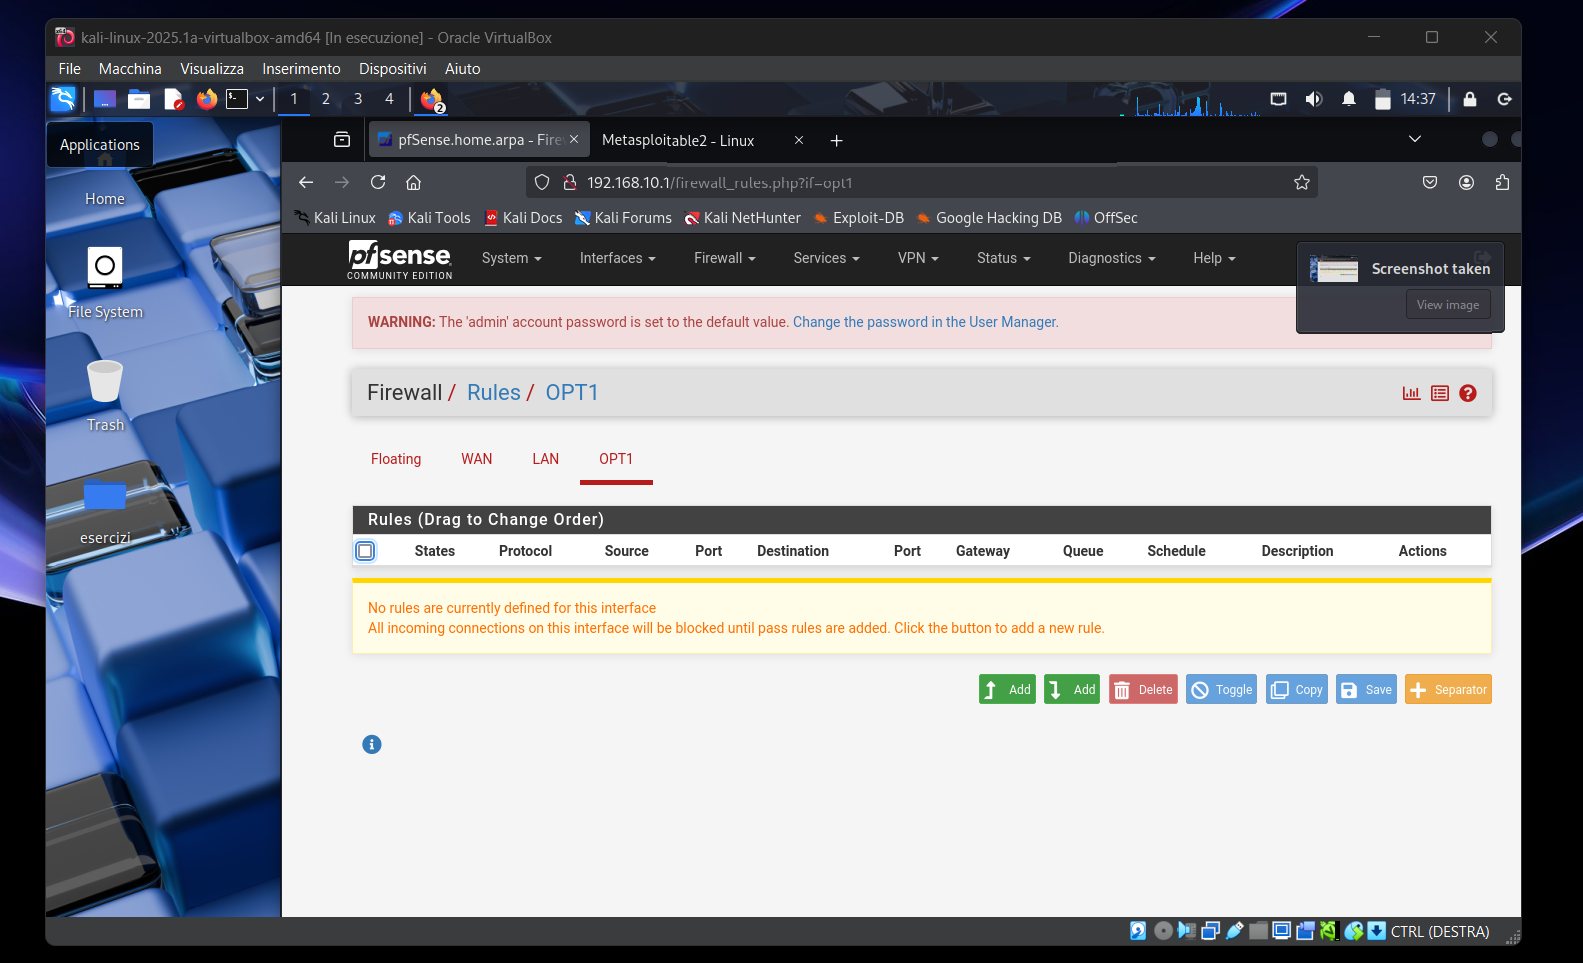 kali-linux-2025.1a-virtualbox-amd64 [In esecuzione] - Oracle VirtualBox
File Macchina Visualizza Inserimento Dispositivi Aiuto
1 2 3 4 2 14:37
Applications
pfSense.home.arpa - Fire
Metasploitable2 - Linux
192.168.10.1/firewall_rules.php?if=opt1
Kali Linux Kali Tools Kali Docs Kali Forums Kali NetHunter Exploit-DB Google Hacking DB OffSec
Home
File System
Trash
esercizi
pfsense
COMMUNITY EDITION
System Interfaces Firewall Services VPN Status Diagnostics Help
Screenshot taken
View image
WARNING: The 'admin' account password is set to the default value. Change the password in the User Manager.
Firewall / Rules / OPT1
Floating WAN LAN OPT1
Rules (Drag to Change Order)
States Protocol Source Port Destination Port Gateway Queue Schedule Description Actions
No rules are currently defined for this interface
All incoming connections on this interface will be blocked until pass rules are added. Click the button to add a new rule.
Add Add Delete Toggle Copy Save Separator
CTRL (DESTRA)